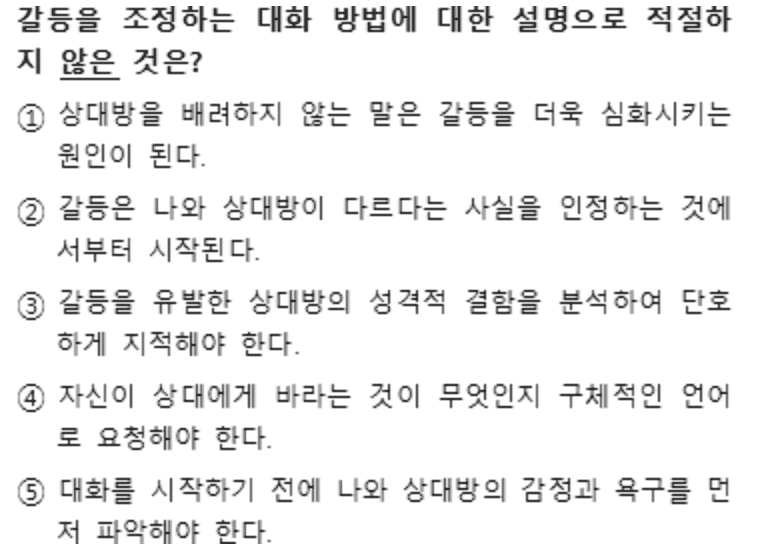 갈등을 조정하는 대화 방법에 대한 설명으로 적절하
지 않은 것은?
① 상대방을 배려하지 않는 말은 갈등을 더욱 심화시키는
원인이 된다.
② 갈등은 나와 상대방이 다르다는 사실을 인정하는 것에
서부터 시작된다.
③ 갈등을 유발한 상대방의 성격적 결함을 분석하여 단호
하게 지적해야 한다.
④ 자신이 상대에게 바라는 것이 무엇인지 구체적인 언어
로 요청해야 한다.
⑤ 대화를 시작하기 전에 나와 상대방의 감정과 욕구를 먼
저 파악해야 한다.